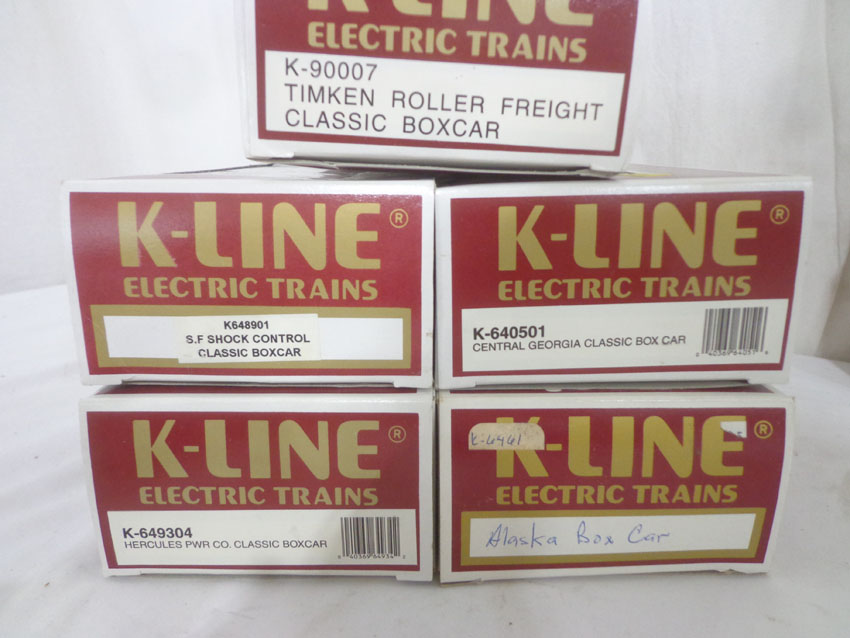 K-LINE
ELECTRIC TRAINS
K-90007
TIMKEN ROLLER FREIGHT
CLASSIC BOXCAR
K-LINE®
ELECTRIC TRAINS
K648901
S.F SHOCK CONTROL
CLASSIC BOXCAR
K-LINE®
ELECTRIC TRAINS
K-640501
CENTRAL GEORGIA CLASSIC BOX CAR
K-LINE®
ELECTRIC TRAINS
K-649304
HERCULES PWR CO. CLASSIC BOXCAR
K-LINE®
K-4441
ELECTRIC TRAINS
Alaska Box Car